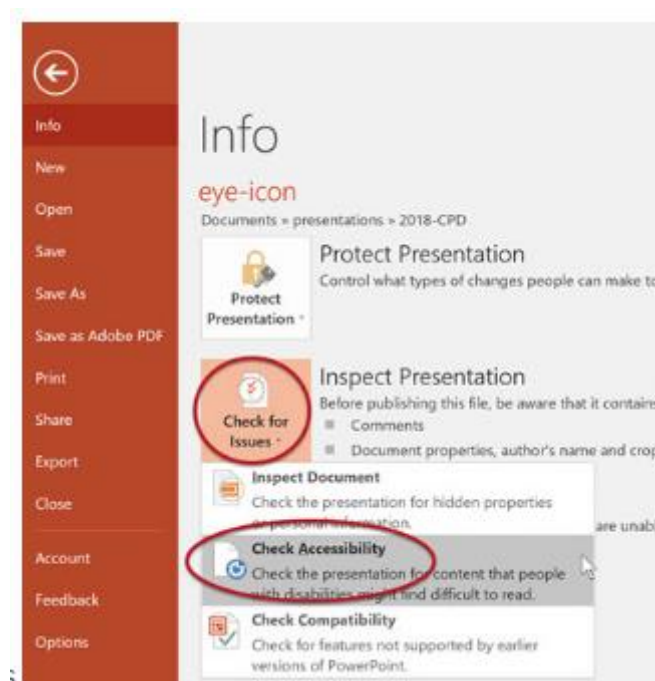 Info
New
Open
Save
Save As
Save as Adobe PDF
Print
Share
Export
Close
Account
Feedback
Options
Info
eye-icon
Documents » presentations » 2018-CPD
Protect
Presentation
Protect Presentation
Control what types of changes people can make to
Check for
Issues
Inspect Presentation
Before publishing this file, be aware that it contains
Comments
Document properties, author's name and crop
Inspect Document
Check the presentation for hidden properties
or personal information.
are unabl
Check Accessibility
Check the presentation for content that people
with disabilities might find difficult to read.
Check Compatibility
Check for features not supported by earlier
versions of PowerPoint.